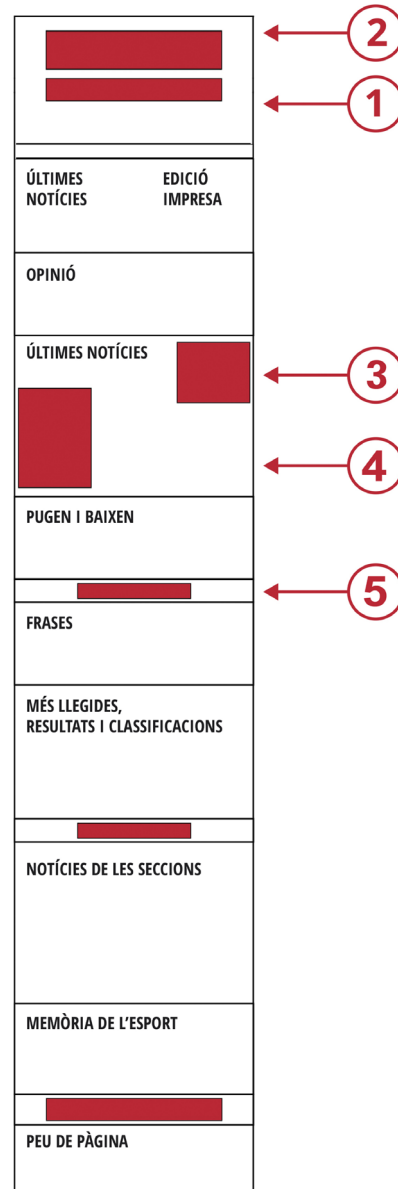 2
1
ÚLTIMES
NOTÍCIES
EDICIÓ
IMPRESA
OPINIÓ
ÚLTIMES NOTÍCIES
3
4
PUGEN I BAIXEN
5
FRASES
MÉS LLEGIDES,
RESULTATS I CLASSIFICACIONS
NOTÍCIES DE LES SECCIONS
MEMÒRIA DE L’ESPORT
PEU DE PÀGINA